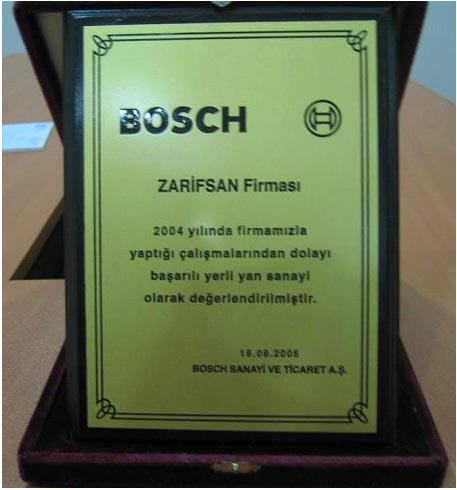 BOSCH
ZARİFSAN Firması
2004 yılında firmamızla
yaptığı çalışmalarından dolayı
başarılı yerli yan sanayi
olarak değerlendirilmiştir.
19.09.2005
BOSCH SANAYİ VE TİCARET A.Ş.